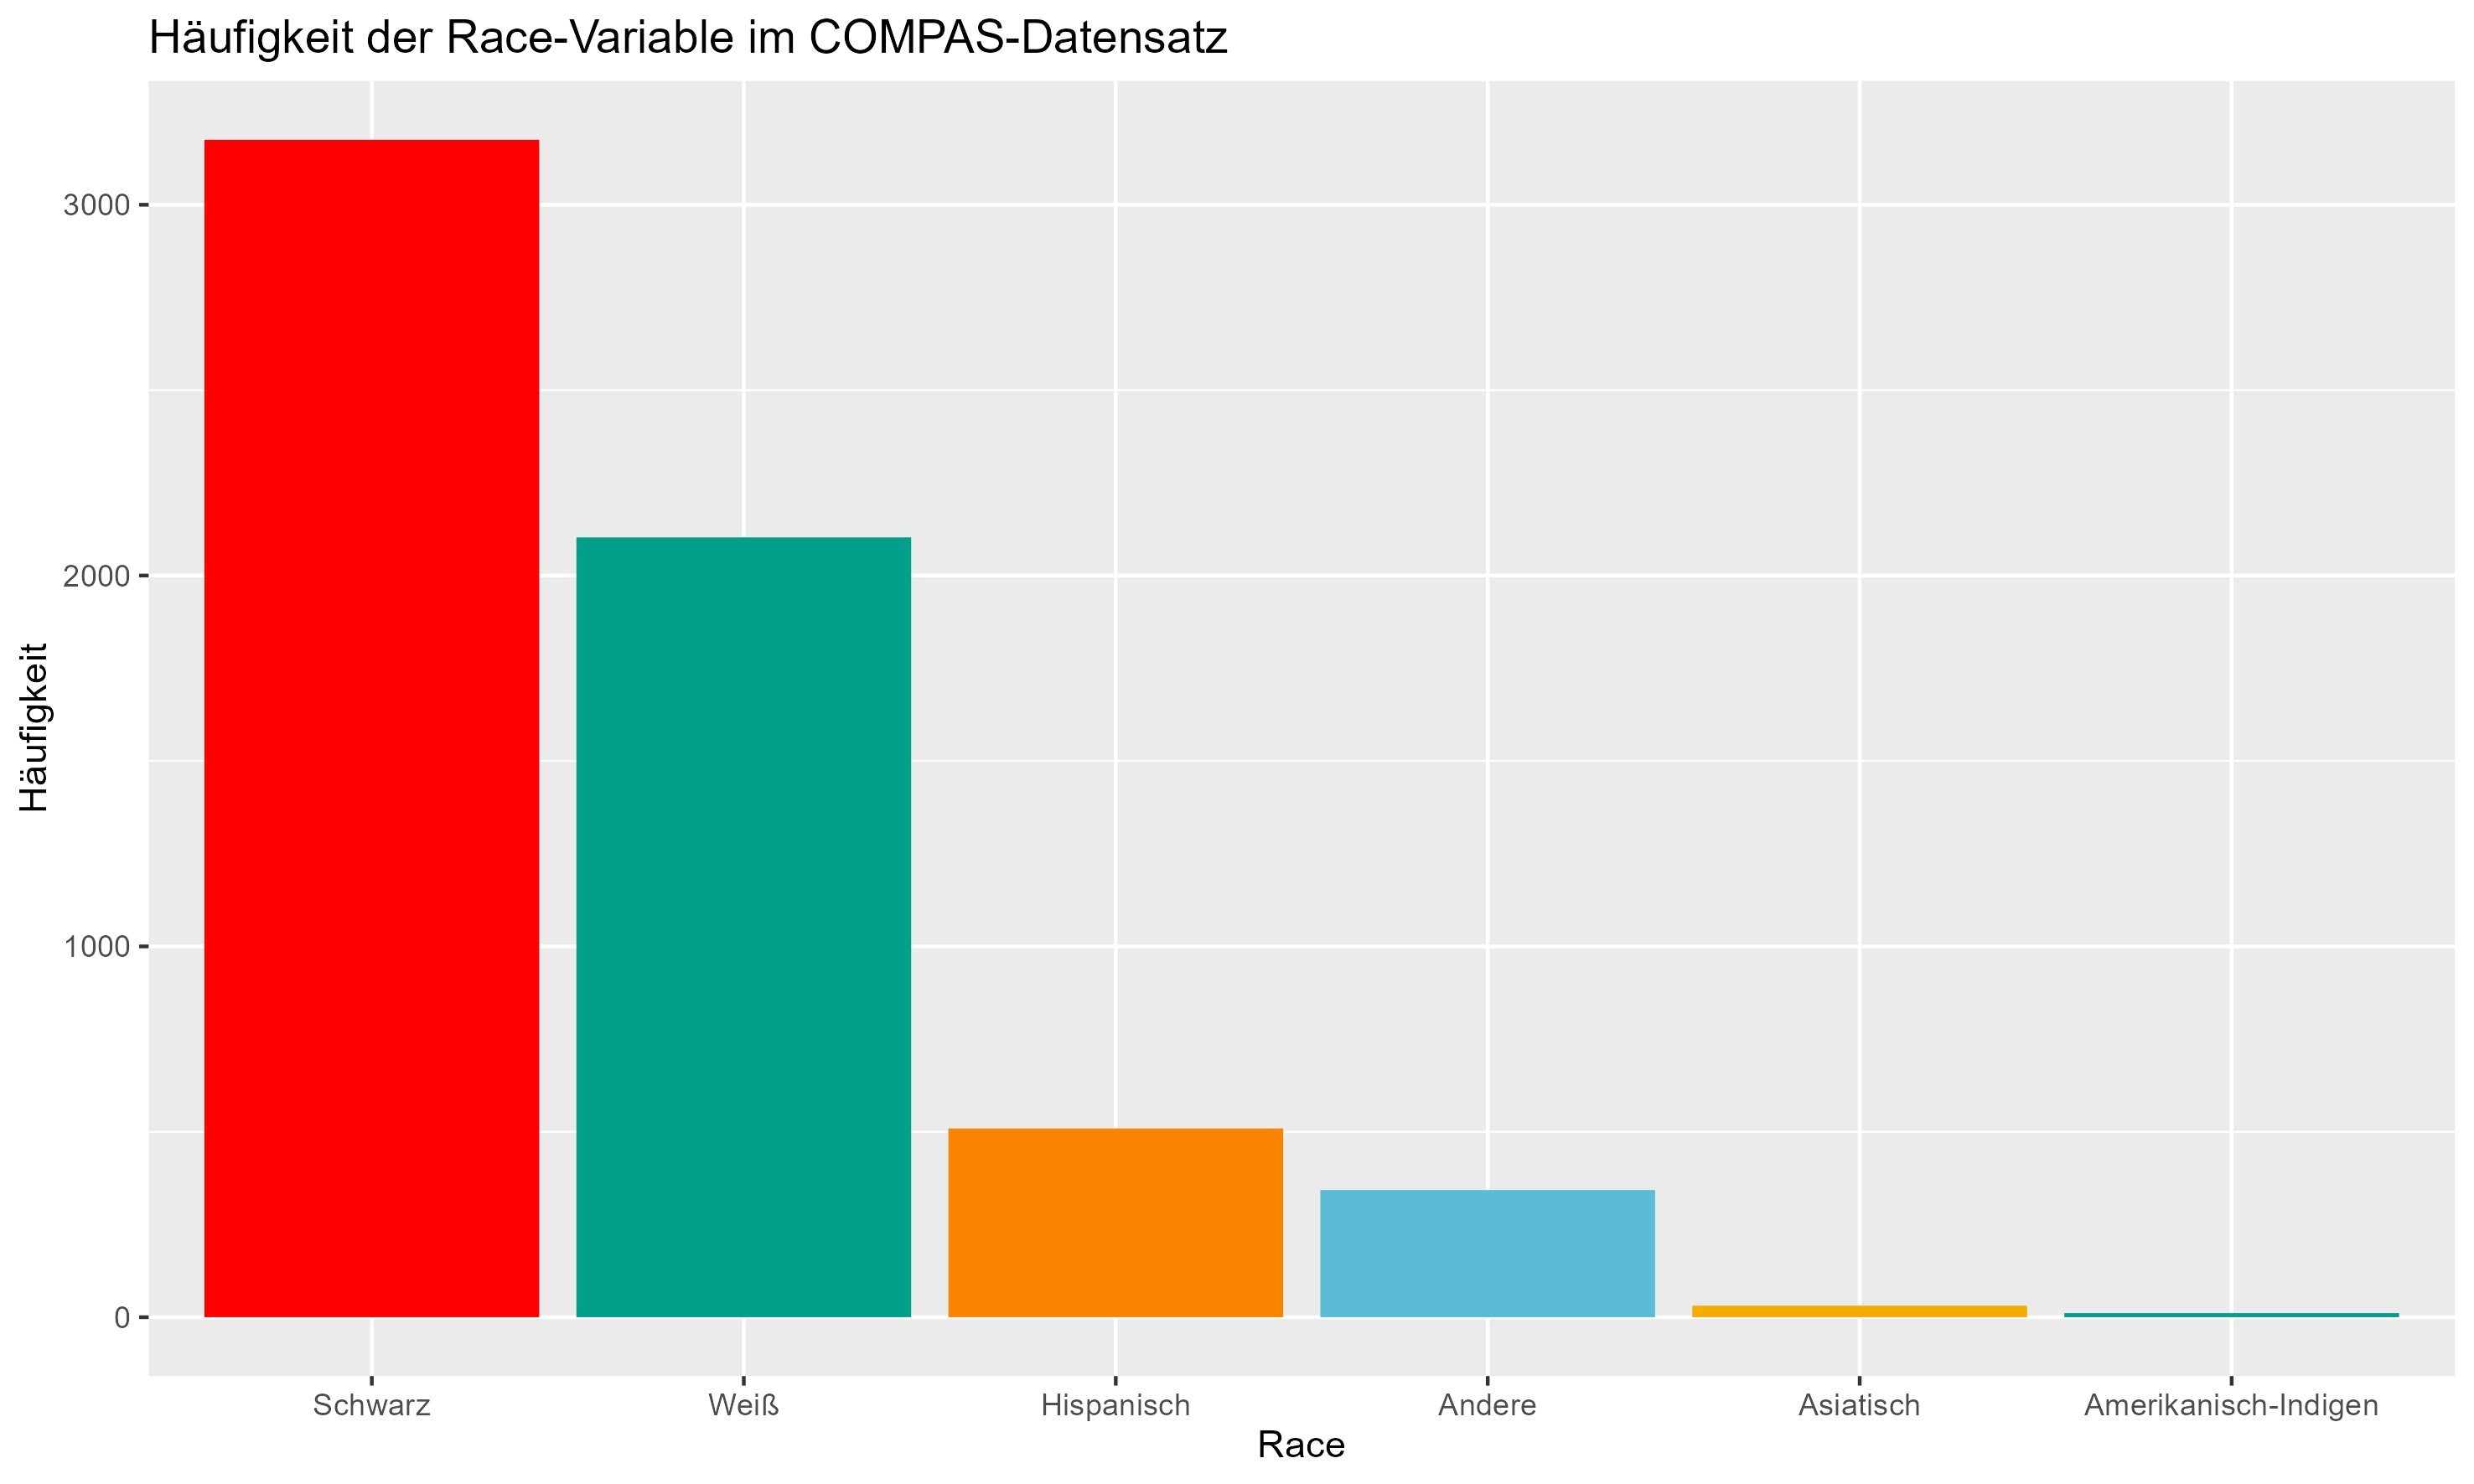 Häufigkeit der Race-Variable im COMPAS-Datensatz
Häufigkeit
3000
2000
1000
0
Schwarz Weiß Hispanisch Andere Asiatisch Amerikanisch-Indigen
Race